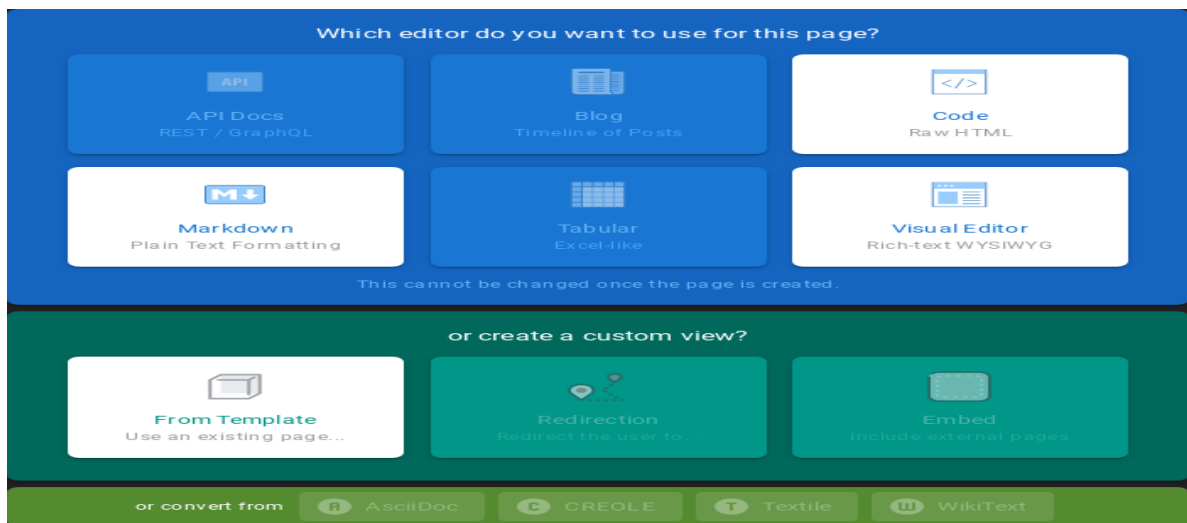 Which editor do you want to use for this page?
API
API Docs
REST / GraphQL
Blog
Timeline of Posts
</>
Code
Raw HTML
M
Markdown
Plain Text Formatting
Tabular
Excel-like
Visual Editor
Rich-text WYSIWYG
This cannot be changed once the page is created.
or create a custom view?
From Template
Use an existing page...
Redirection
Redirect the user to...
Embed
Include external pages
or convert from A AsciiDoc C CREOLE T Textile W WikiText